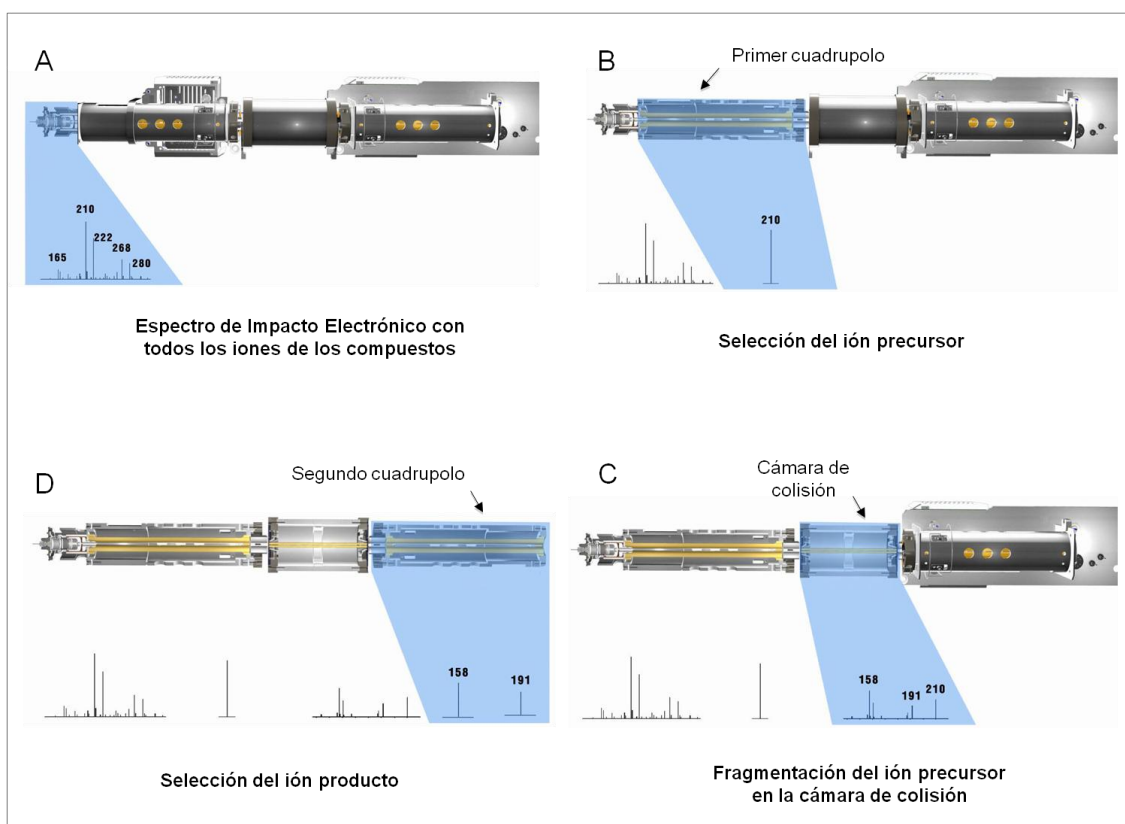 A
210
222
268
165
280
Espectro de Impacto Electrónico con
todos los iones de los compuestos
B
Primer cuadrupolo
210
Selección del ión precursor
D
Segundo cuadrupolo
158
191
Selección del ión producto
C
Cámara de
colisión
158
191
210
Fragmentación del ión precursor
en la cámara de colisión